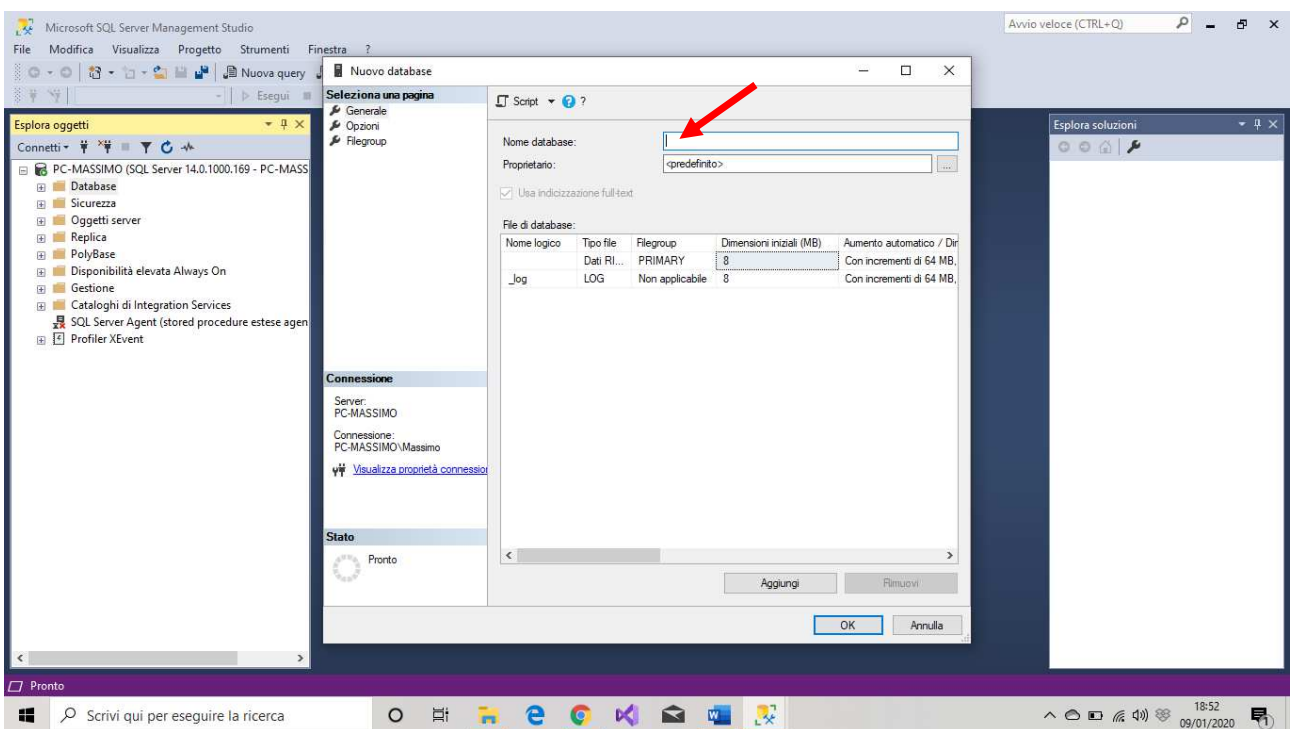 Microsoft SQL Server Management Studio
Avvio veloce (CTRL+Q)
File Modifica Visualizza Progetto Strumenti Finestra ?
Nuova query
Esegui
Esplora oggetti
Connetti
PC-MASSIMO (SQL Server 14.0.1000.169 - PC-MASS
Database
Sicurezza
Oggetti server
Replica
PolyBase
Disponibilità elevata Always On
Gestione
Cataloghi di Integration Services
SQL Server Agent (stored procedure estese agen
Profiler XEvent
Nuovo database
Seleziona una pagina
Generale
Opzioni
Filegroup
Connessione
Server:
PC-MASSIMO
Connessione:
PC-MASSIMO\Massimo
Visualizza proprietà connession
Stato
Pronto
Script ?
Nome database:
Proprietario: <predefinito> ...
Usa indicizzazione full-text
File di database:
Nome logico Tipo file Filegroup Dimensioni iniziali (MB) Aumento automatico / Dir
Dati RI... PRIMARY 8 Con incrementi di 64 MB,
_log LOG Non applicabile 8 Con incrementi di 64 MB,
Aggiungi Rimuovi
OK Annulla
Esplora soluzioni
Pronto
Scrivi qui per eseguire la ricerca
18:52
09/01/2020